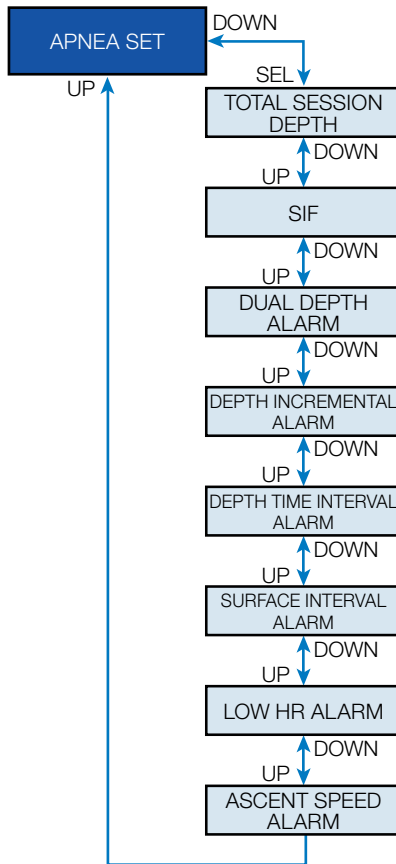 APNEA SET
DOWN
UP
SEL
TOTAL SESSION
DEPTH
DOWN
UP
SIF
DOWN
UP
DUAL DEPTH
ALARM
DOWN
UP
DEPTH INCREMENTAL
ALARM
DOWN
UP
DEPTH TIME INTERVAL
ALARM
DOWN
UP
SURFACE INTERVAL
ALARM
DOWN
UP
LOW HR ALARM
DOWN
UP
ASCENT SPEED
ALARM